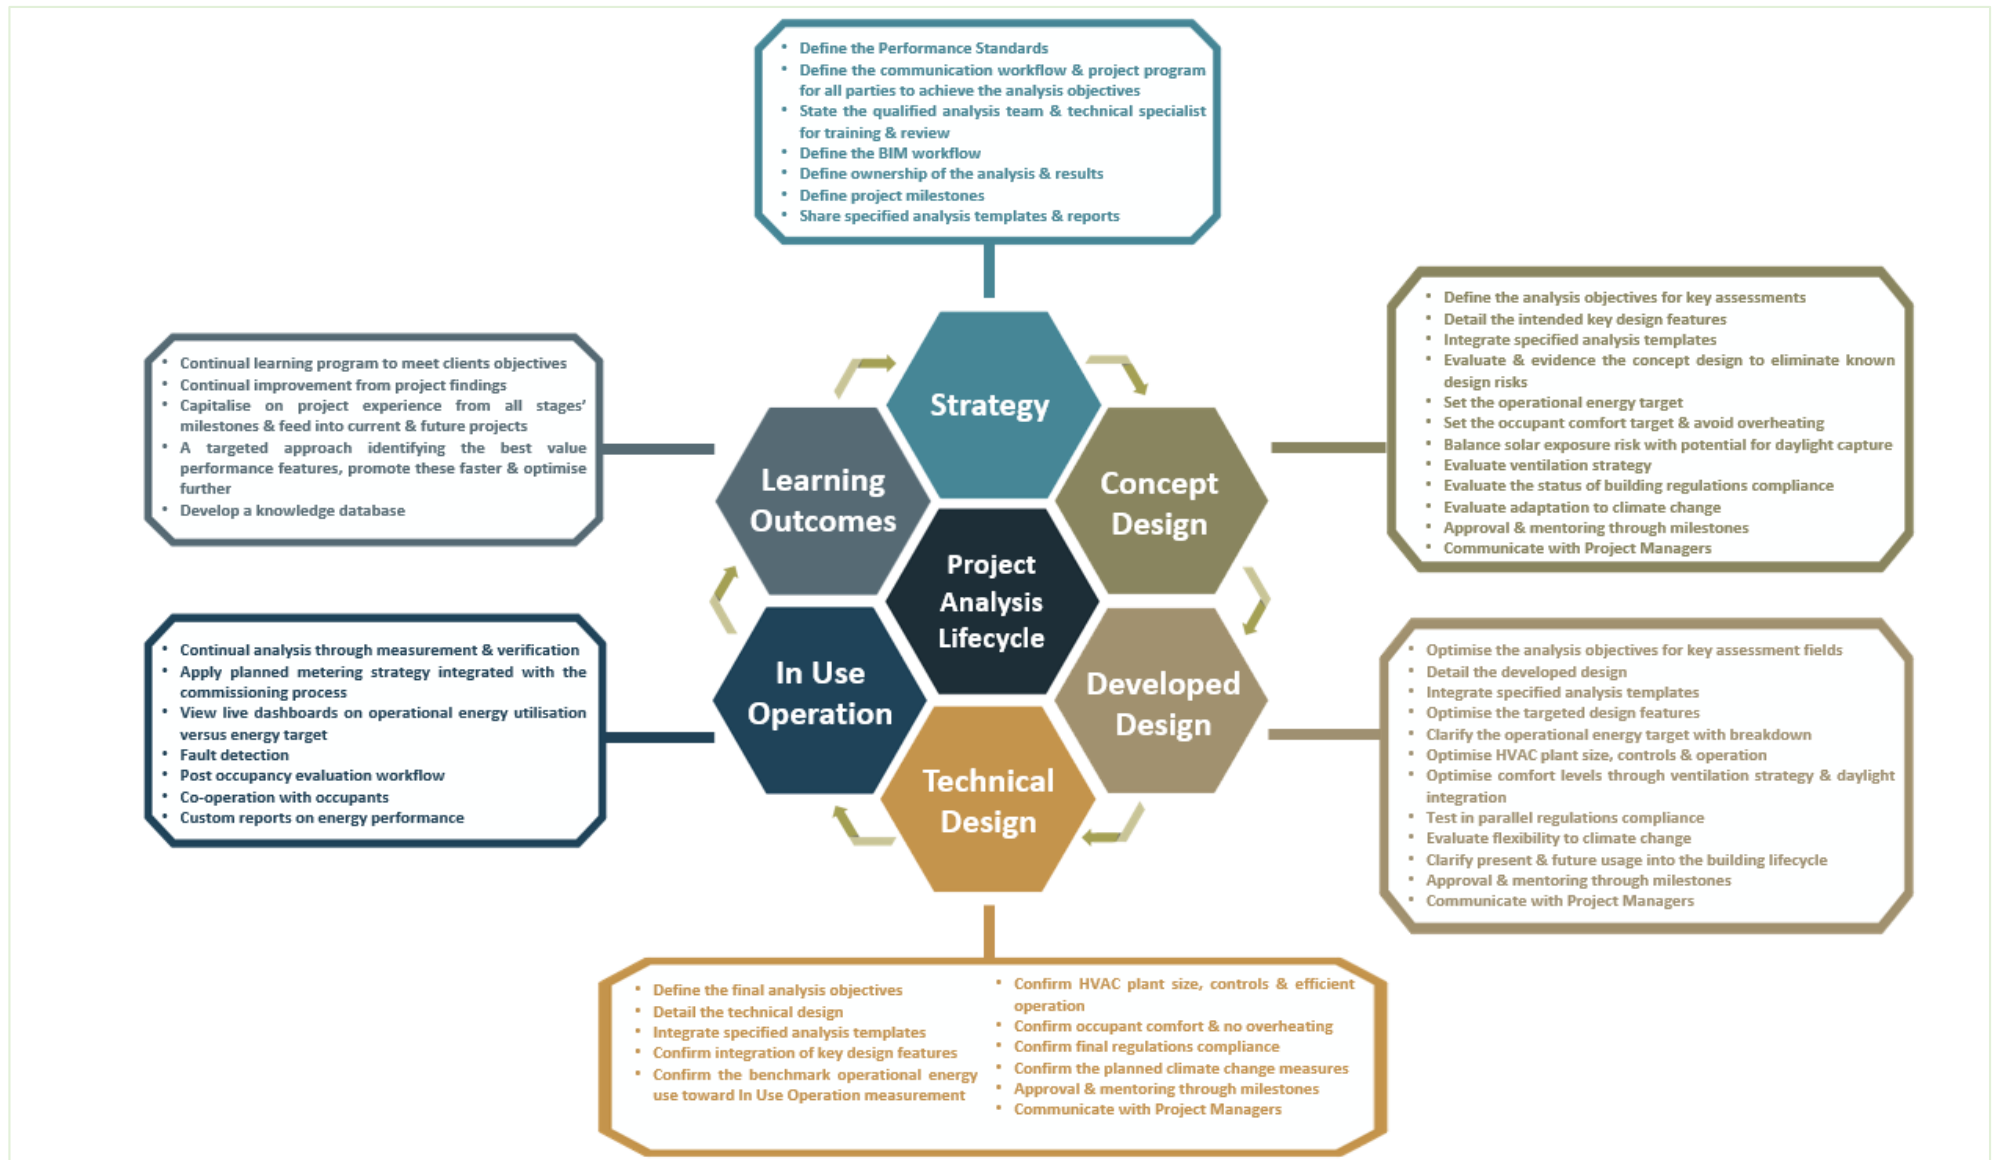 • Define the Performance Standards
• Define the communication workflow & project program
for all parties to achieve the analysis objectives
• State the qualified analysis team & technical specialist
for training & review
• Define the BIM workflow
• Define ownership of the analysis & results
• Define project milestones
• Share specified analysis templates & reports
Strategy
• Define the analysis objectives for key assessments
• Detail the intended key design features
• Integrate specified analysis templates
• Evaluate & evidence the concept design to eliminate known
design risks
• Set the operational energy target
• Set the occupant comfort target & avoid overheating
• Balance solar exposure risk with potential for daylight capture
• Evaluate ventilation strategy
• Evaluate the status of building regulations compliance
• Evaluate adaptation to climate change
• Approval & mentoring through milestones
• Communicate with Project Managers
Concept
Design
• Optimise the analysis objectives for key assessment fields
• Detail the developed design
• Integrate specified analysis templates
• Optimise the targeted design features
• Clarify the operational energy target with breakdown
• Optimise HVAC plant size, controls & operation
• Optimise comfort levels through ventilation strategy & daylight
integration
• Test in parallel regulations compliance
• Evaluate flexibility to climate change
• Clarify present & future usage into the building lifecycle
• Approval & mentoring through milestones
• Communicate with Project Managers
Developed
Design
Technical
Design
• Define the final analysis objectives
• Detail the technical design
• Integrate specified analysis templates
• Confirm integration of key design features
• Confirm the benchmark operational energy
use toward In Use Operation measurement
• Confirm HVAC plant size, controls & efficient
operation
• Confirm occupant comfort & no overheating
• Confirm final regulations compliance
• Confirm the planned climate change measures
• Approval & mentoring through milestones
• Communicate with Project Managers
In Use
Operation
• Continual analysis through measurement & verification
• Apply planned metering strategy integrated with the
commissioning process
• View live dashboards on operational energy utilisation
versus energy target
• Fault detection
• Post occupancy evaluation workflow
• Co-operation with occupants
• Custom reports on energy performance
Learning
Outcomes
• Continual learning program to meet clients objectives
• Continual improvement from project findings
• Capitalise on project experience from all stages’
milestones & feed into current & future projects
• A targeted approach identifying the best value
performance features, promote these faster & optimise
further
• Develop a knowledge database
Project
Analysis
Lifecycle